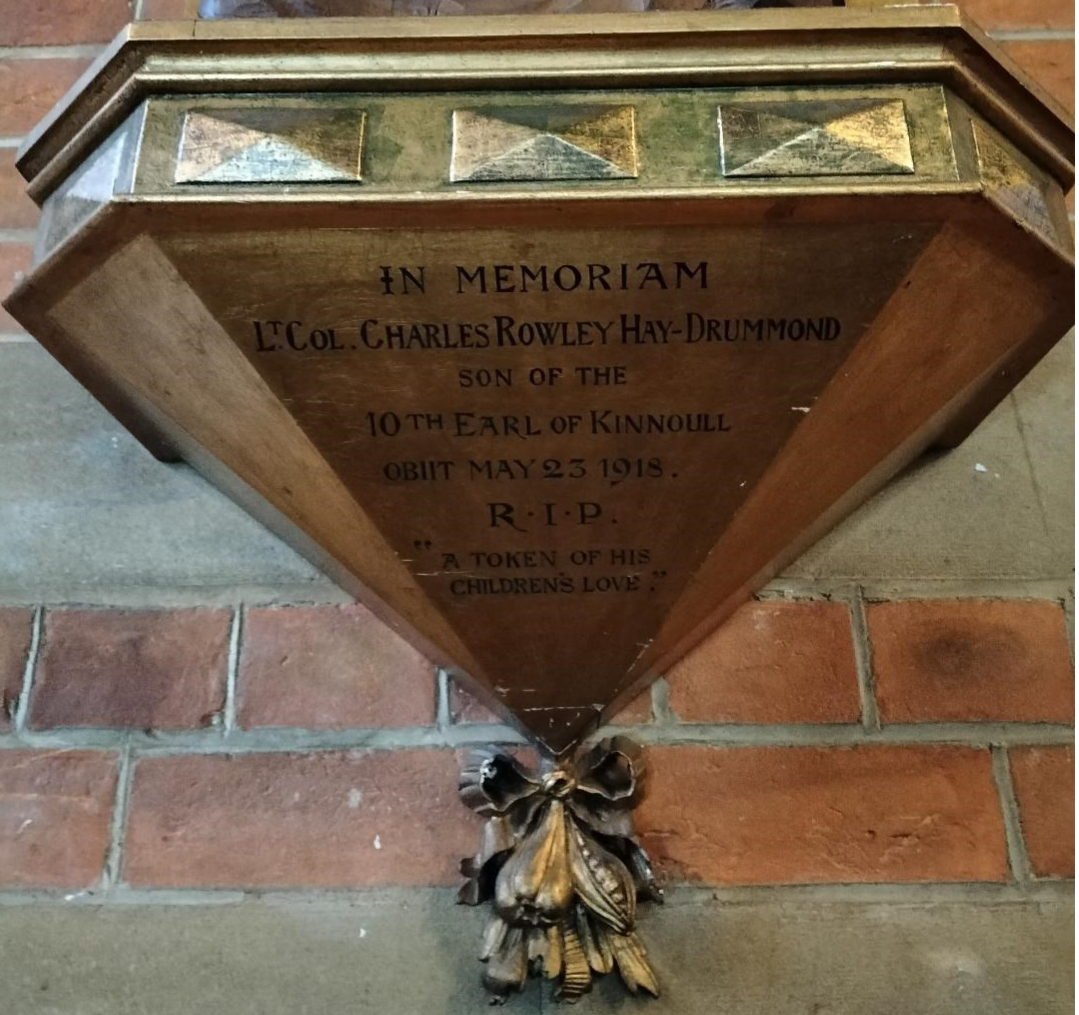 IN MEMORIAM
LT. COL. CHARLES ROWLEY HAY-DRUMMOND
SON OF THE
10TH EARL OF KINNOULL
OBIIT MAY 23 1918.
R·I·P.
"A TOKEN OF HIS
CHILDREN'S LOVE."